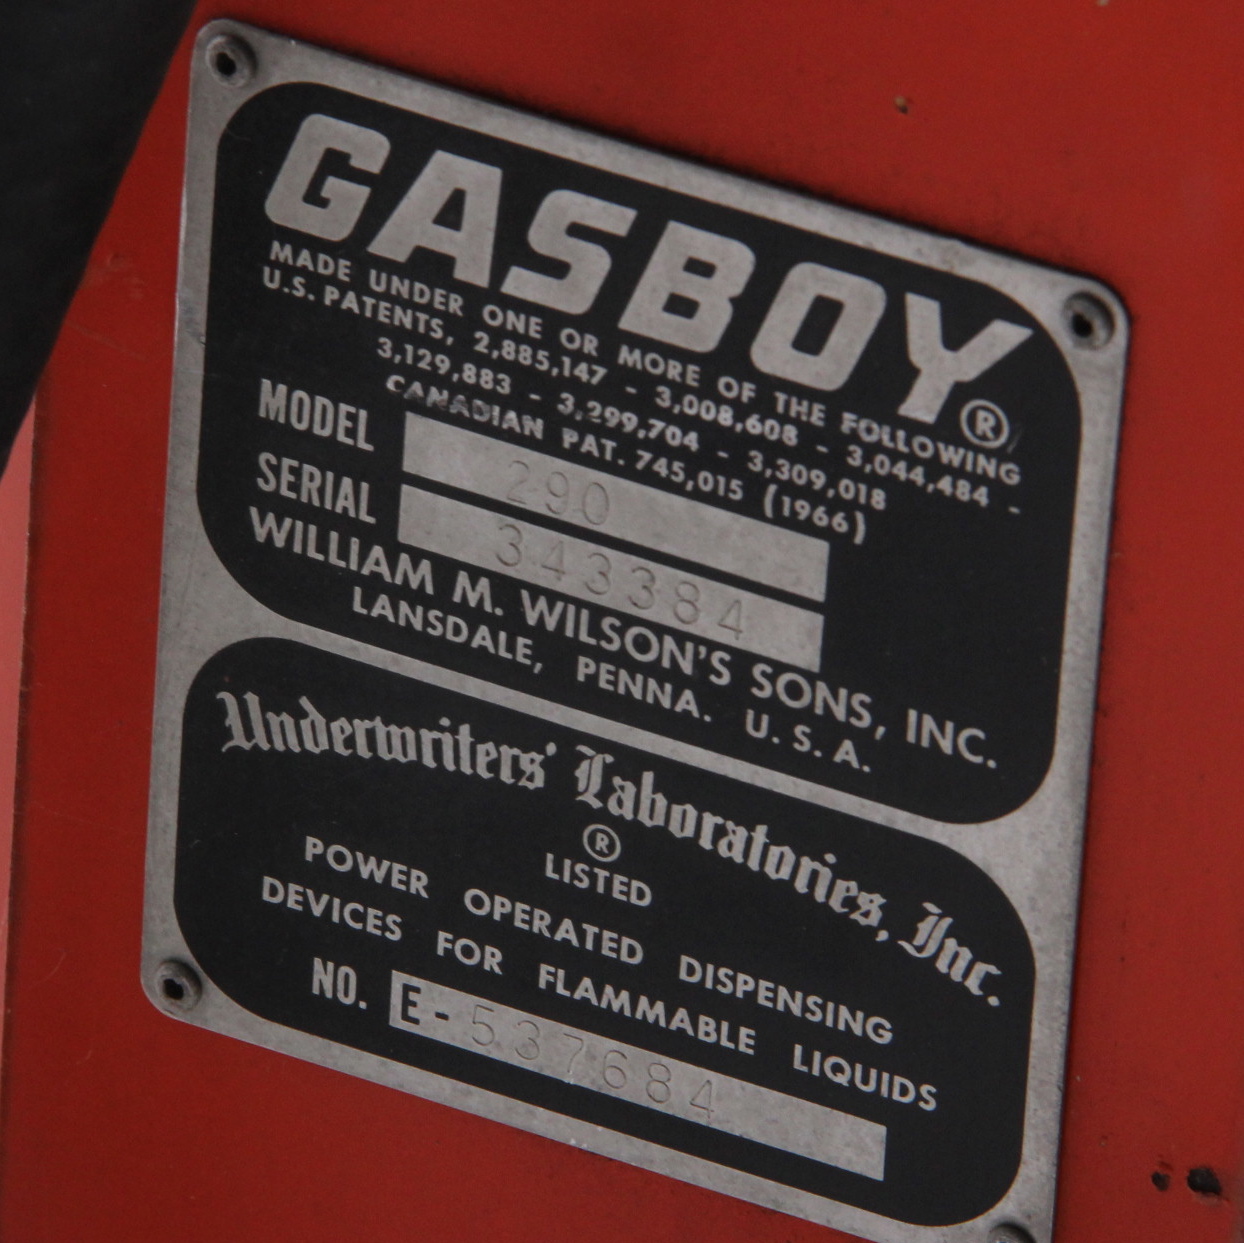 GASBOY®
MADE UNDER ONE OR MORE OF THE FOLLOWING
U.S. PATENTS, 2,885,147 - 3,008,608 - 3,044,484 -
3,129,883 - 3,299,704 - 3,309,018
CANADIAN PAT. 745,015 (1966)
MODEL 290
SERIAL 343384
WILLIAM M. WILSON'S SONS, INC.
LANSDALE, PENNA. U. S. A.
Underwriters' Laboratories, Inc.
®
LISTED
POWER OPERATED DISPENSING
DEVICES FOR FLAMMABLE LIQUIDS
NO. E-537684